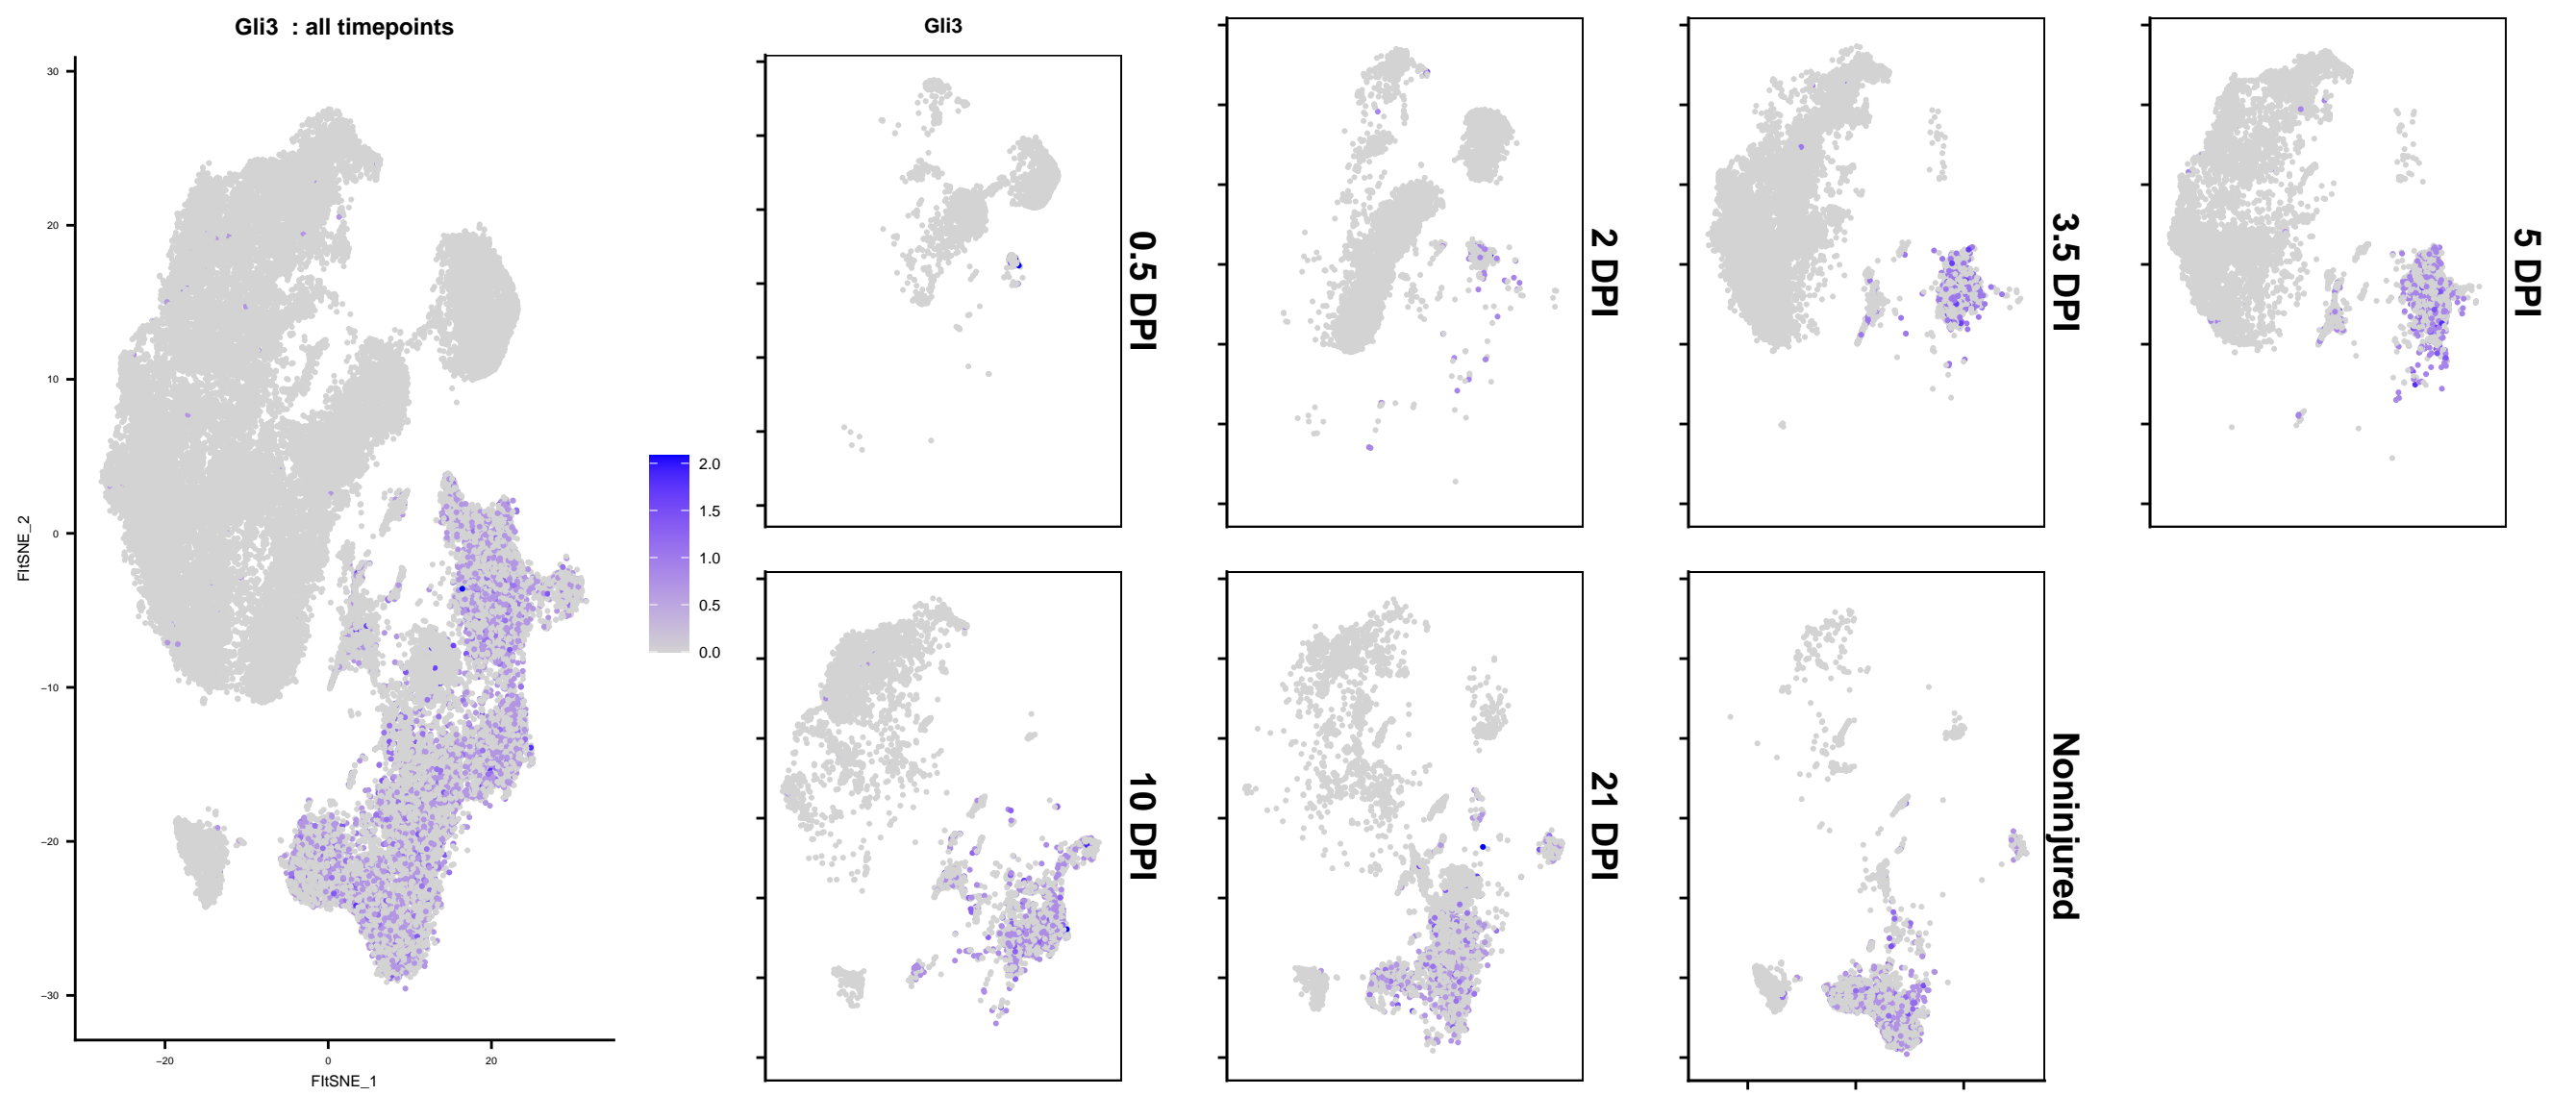 Gli3 : all timepoints
30
20
10
0
−10
−20
−30
FItSNE_2
−20
0
20
FItSNE_1
2.0
1.5
1.0
0.5
0.0
Gli3
0.5 DPI
2 DPI
3.5 DPI
5 DPI
10 DPI
21 DPI
Noninjured